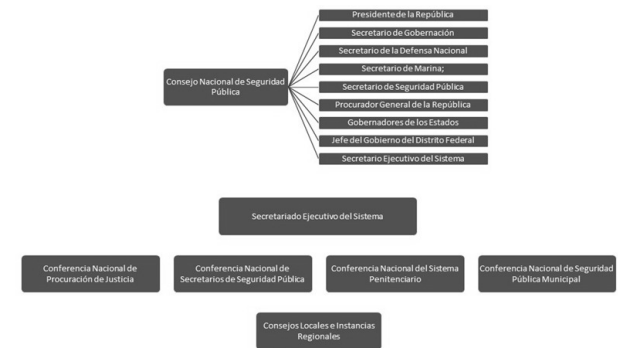 Presidente de la República
Secretario de Gobernación
Secretario de la Defensa Nacional
Secretario de Marina;
Consejo Nacional de Seguridad
Pública
Secretario de Seguridad Pública
Procurador General de la República
Gobernadores de los Estados
Jefe del Gobierno del Distrito Federal
Secretario Ejecutivo del Sistema
Secretariado Ejecutivo del Sistema
Conferencia Nacional de
Procuración de Justicia
Conferencia Nacional de
Secretarios de Seguridad Pública
Conferencia Nacional del Sistema
Penitenciario
Conferencia Nacional de Seguridad
Pública Municipal
Consejos Locales e Instancias
Regionales